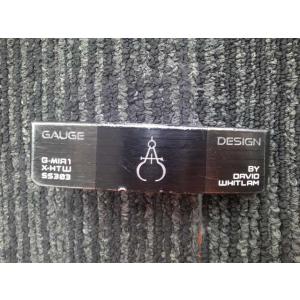 GAUGE
DESIGN
G-MIA1
X-HTW
SS303
BY
DAVID
WHITLAM